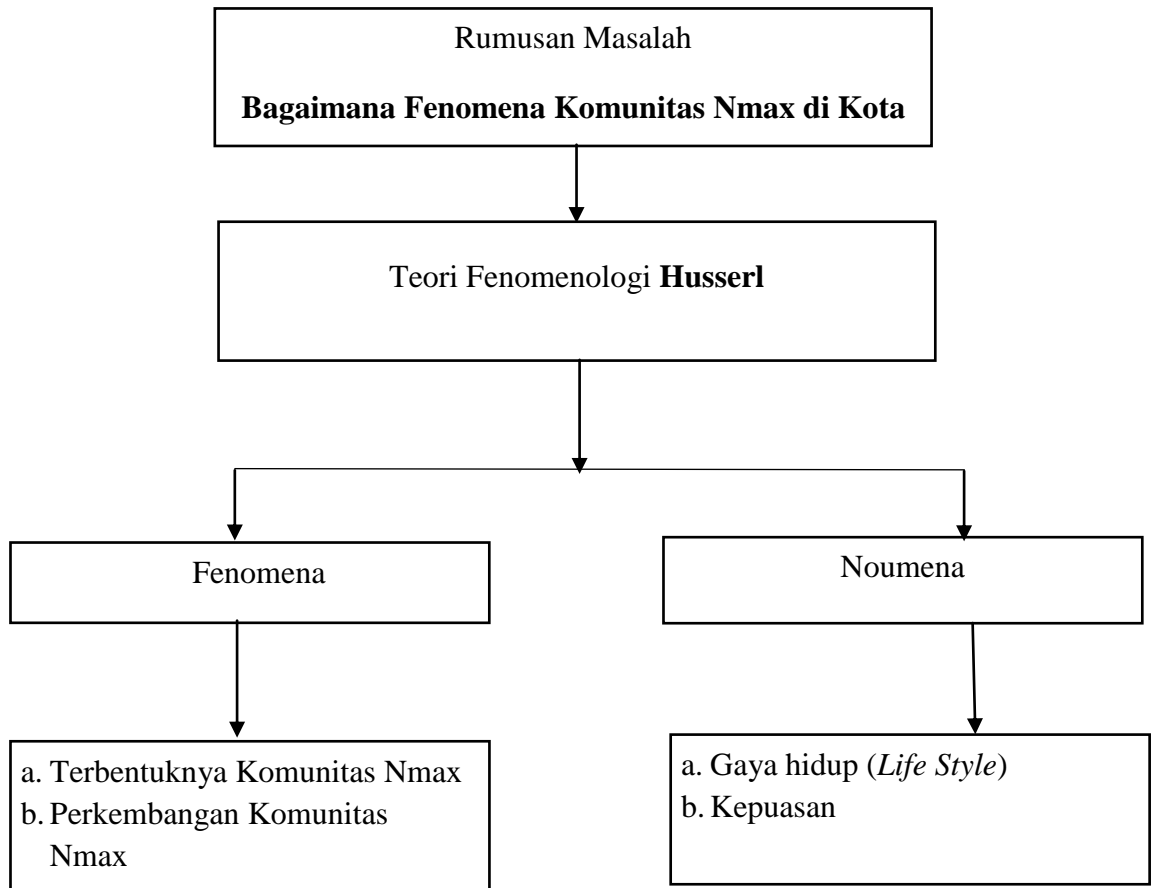 Rumusan Masalah
Bagaimana Fenomena Komunitas Nmax di Kota
Teori Fenomenologi Husserl
Fenomena
Noumena
a. Terbentuknya Komunitas Nmax
b. Perkembangan Komunitas
Nmax
a. Gaya hidup (Life Style)
b. Kepuasan